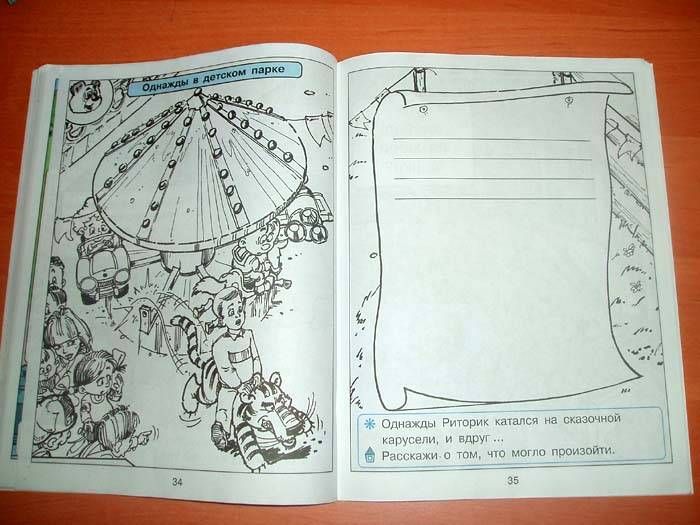 Однажды в детском парке
34
Однажды Риторик катался на сказочной
карусели, и вдруг ...
Расскажи о том, что могло произойти.
35